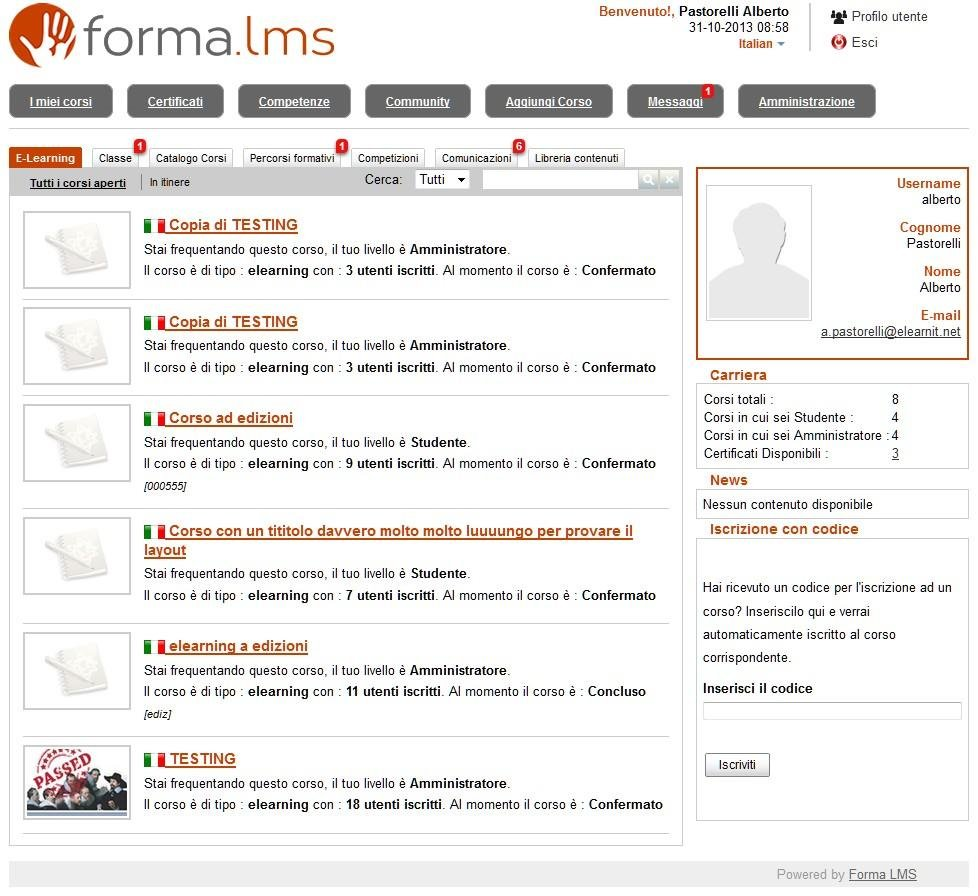 forma.lms
Benvenuto!, Pastorelli Alberto
31-10-2013 08:58
Italian
Profilo utente
Esci
I miei corsi
Certificati
Competenze
Community
Aggiungi Corso
Messaggi
1
Amministrazione
E-Learning
Classe
1
Catalogo Corsi
Percorsi formativi
1
Competizioni
Comunicazioni
6
Libreria contenuti
Tutti i corsi aperti
In itinere
Cerca:
Tutti
Copia di TESTING
Stai frequentando questo corso, il tuo livello è Amministratore.
Il corso è di tipo : elearning con : 3 utenti iscritti. Al momento il corso è : Confermato
Copia di TESTING
Stai frequentando questo corso, il tuo livello è Amministratore.
Il corso è di tipo : elearning con : 3 utenti iscritti. Al momento il corso è : Confermato
Corso ad edizioni
Stai frequentando questo corso, il tuo livello è Studente.
Il corso è di tipo : elearning con : 9 utenti iscritti. Al momento il corso è : Confermato
[000555]
Corso con un tititolo davvero molto molto luuuungo per provare il
layout
Stai frequentando questo corso, il tuo livello è Studente.
Il corso è di tipo : elearning con : 7 utenti iscritti. Al momento il corso è : Confermato
elearning a edizioni
Stai frequentando questo corso, il tuo livello è Amministratore.
Il corso è di tipo : elearning con : 11 utenti iscritti. Al momento il corso è : Concluso
[ediz]
PASSED
TESTING
Stai frequentando questo corso, il tuo livello è Amministratore.
Il corso è di tipo : elearning con : 18 utenti iscritti. Al momento il corso è : Confermato
Username
alberto
Cognome
Pastorelli
Nome
Alberto
E-mail
a.pastorelli@elearnit.net
Carriera
Corsi totali : 8
Corsi in cui sei Studente : 4
Corsi in cui sei Amministratore : 4
Certificati Disponibili : 3
News
Nessun contenuto disponibile
Iscrizione con codice
Hai ricevuto un codice per l'iscrizione ad un
corso? Inseriscilo qui e verrai
automaticamente iscritto al corso
corrispondente.
Inserisci il codice
Iscriviti
Powered by Forma LMS